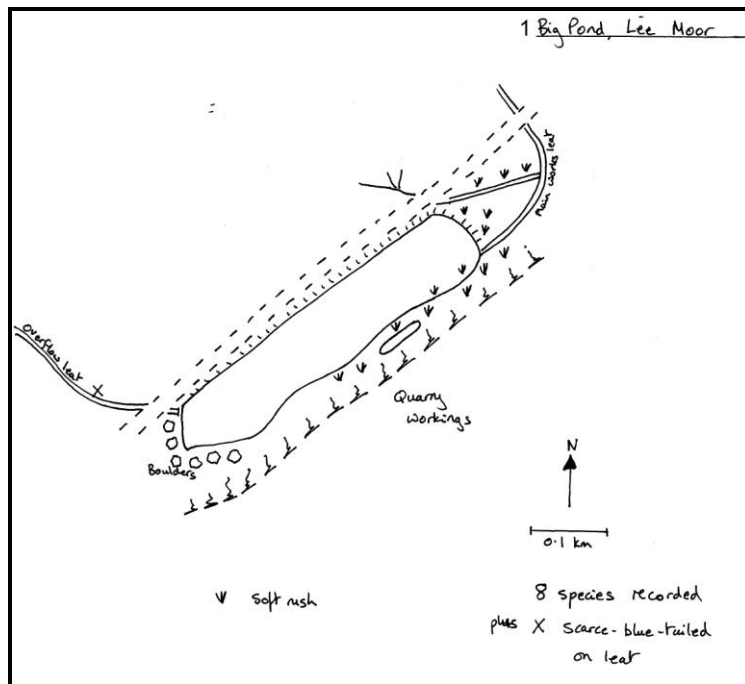 1 Big Pond, Lee Moor
Main works leat
Overflow leat
X
Quarry
workings
Boulders
N
0.1 km
soft rush
8 species recorded
plus X scarce-blue-tailed
on leat